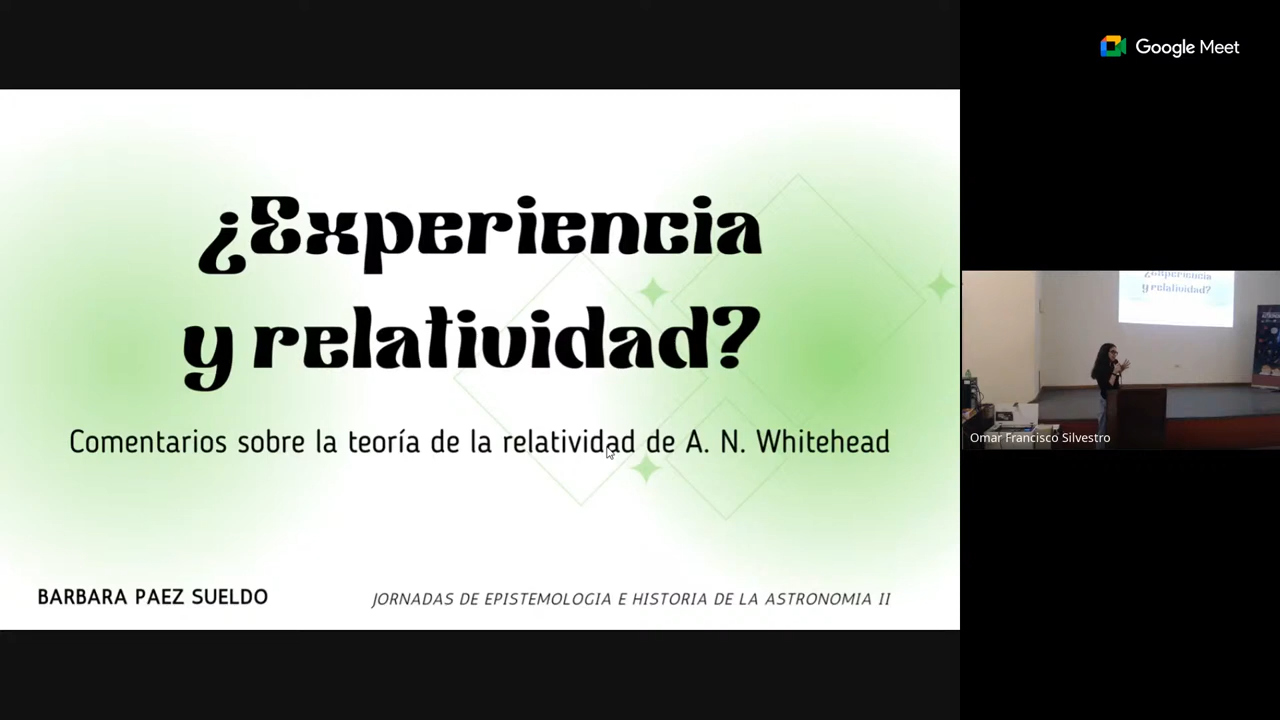 ¿Experiencia
y relatividad?
Comentarios sobre la teoría de la relatividad de A. N. Whitehead
BARBARA PAEZ SUELDO
JORNADAS DE EPISTEMOLOGIA E HISTORIA DE LA ASTRONOMIA II
Google Meet
¿Experiencia
y relatividad?
Omar Francisco Silvestro